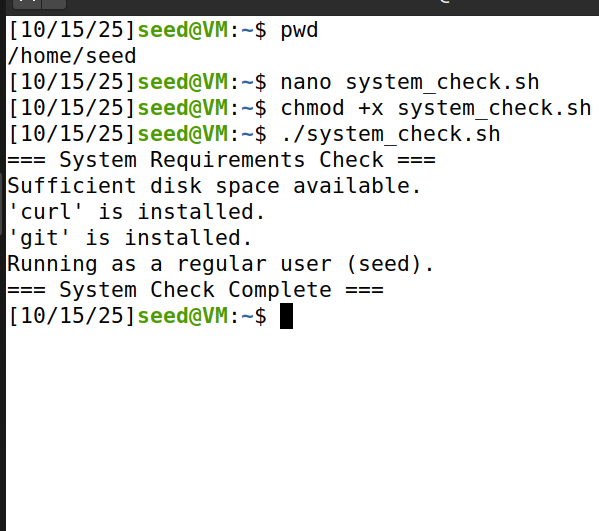 [10/15/25]seed@VM:~$ pwd
/home/seed
[10/15/25]seed@VM:~$ nano system_check.sh
[10/15/25]seed@VM:~$ chmod +x system_check.sh
[10/15/25]seed@VM:~$ ./system_check.sh
=== System Requirements Check ===
Sufficient disk space available.
'curl' is installed.
'git' is installed.
Running as a regular user (seed).
=== System Check Complete ===
[10/15/25]seed@VM:~$